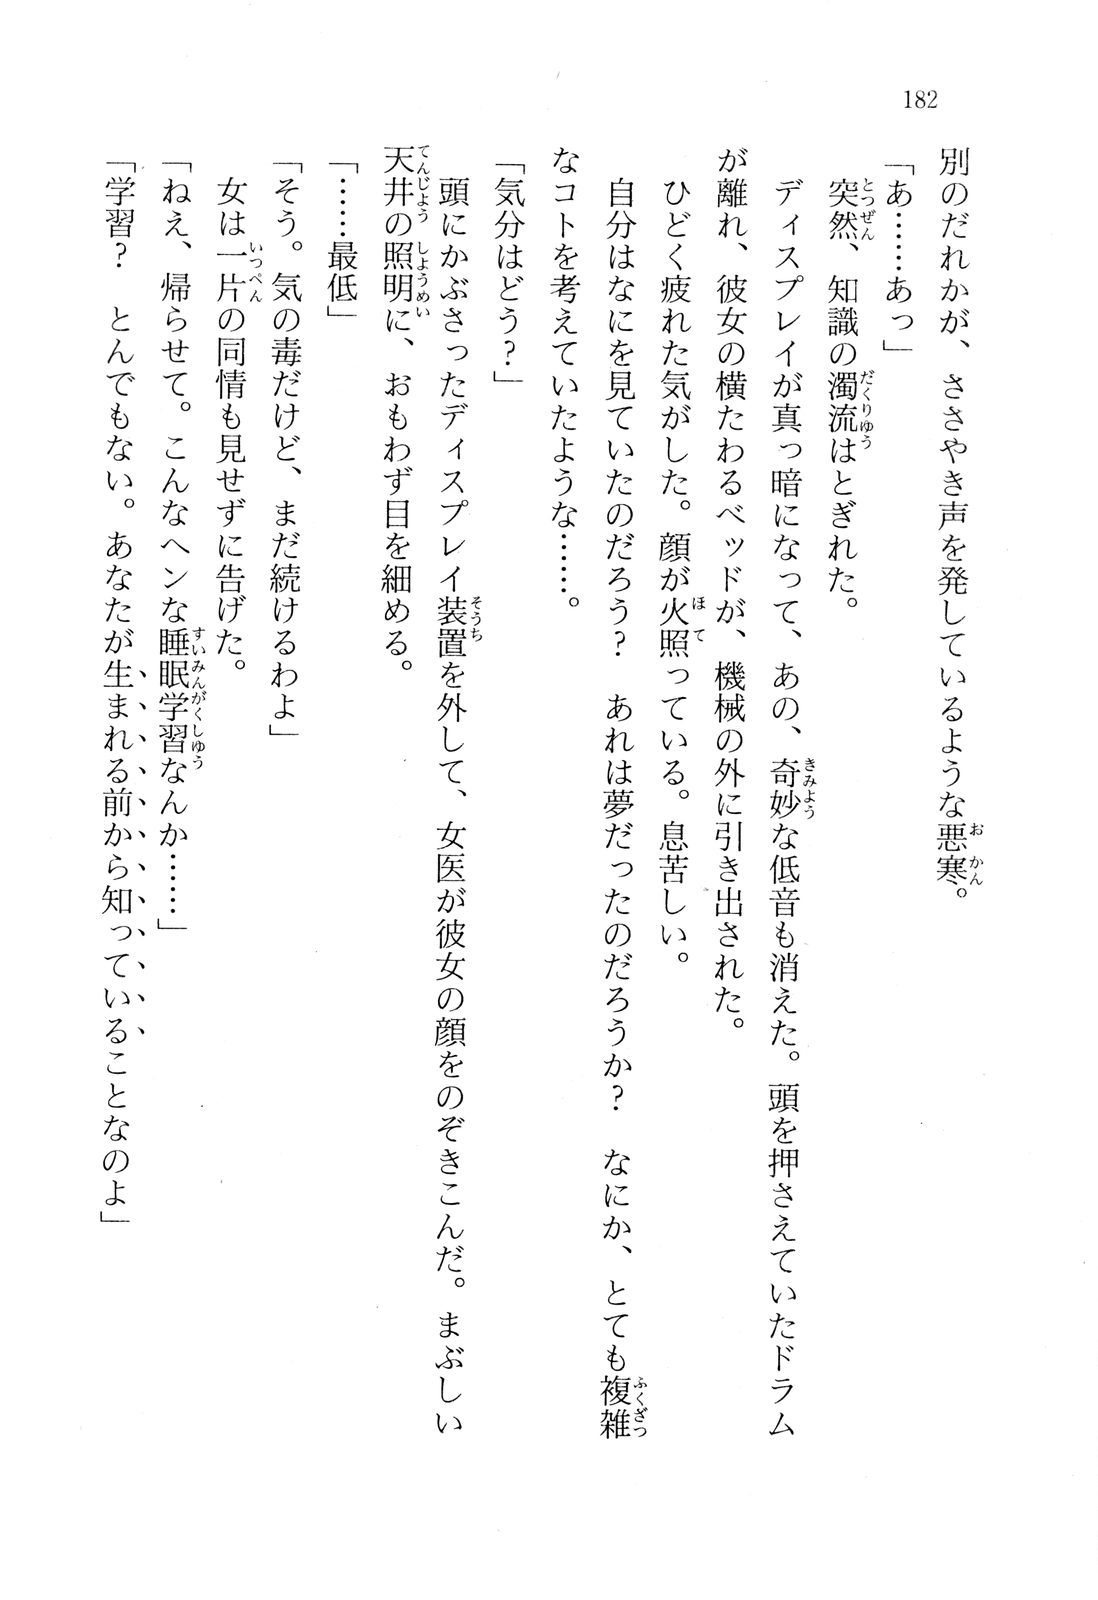 182
別のだれかが、ささやき声を発しているような悪寒。
「あ……あっ」
突然、知識の濁流はとぎれた。
ディスプレイが真っ暗になって、あの、奇妙な低音も消えた。頭を押さえていたドラム
が離れ、彼女の横たわるベッドが、機械の外に引き出された。
ひどく疲れた気がした。顔が火照っている。息苦しい。
自分はなにを見ていたのだろう？　あれは夢だったのだろうか？　なにか、とても複雑
なコトを考えていたような……。
「気分はどう？」
頭にかぶさったディスプレイ装置を外して、女医が彼女の顔をのぞきこんだ。まぶしい
天井の照明に、おもわず目を細める。
「……最低」
「そう。気の毒だけど、まだ続けるわよ」
女は一片の同情も見せずに告げた。
「ねえ、帰らせて。こんなヘンな睡眠学習なんか……」
「学習？　とんでもない。あなたが生まれる前から知っていることなのよ」